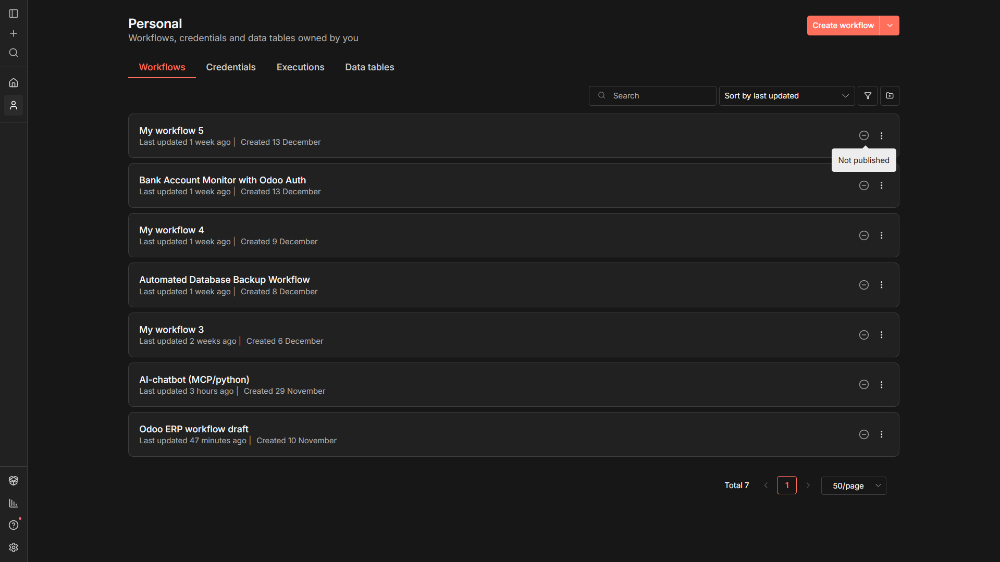 Personal
Workflows, credentials and data tables owned by you
Create workflow
Workflows
Credentials
Executions
Data tables
Search
Sort by last updated
My workflow 5
Last updated 1 week ago | Created 13 December
Not published
Bank Account Monitor with Odoo Auth
Last updated 1 week ago | Created 13 December
My workflow 4
Last updated 1 week ago | Created 9 December
Automated Database Backup Workflow
Last updated 1 week ago | Created 8 December
My workflow 3
Last updated 2 weeks ago | Created 6 December
AI-chatbot (MCP/python)
Last updated 3 hours ago | Created 29 November
Odoo ERP workflow draft
Last updated 47 minutes ago | Created 10 November
Total 7
1
50/page